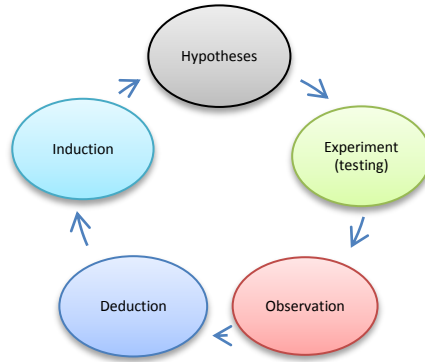 Hypotheses
Experiment
(testing)
Observation
Deduction
Induction